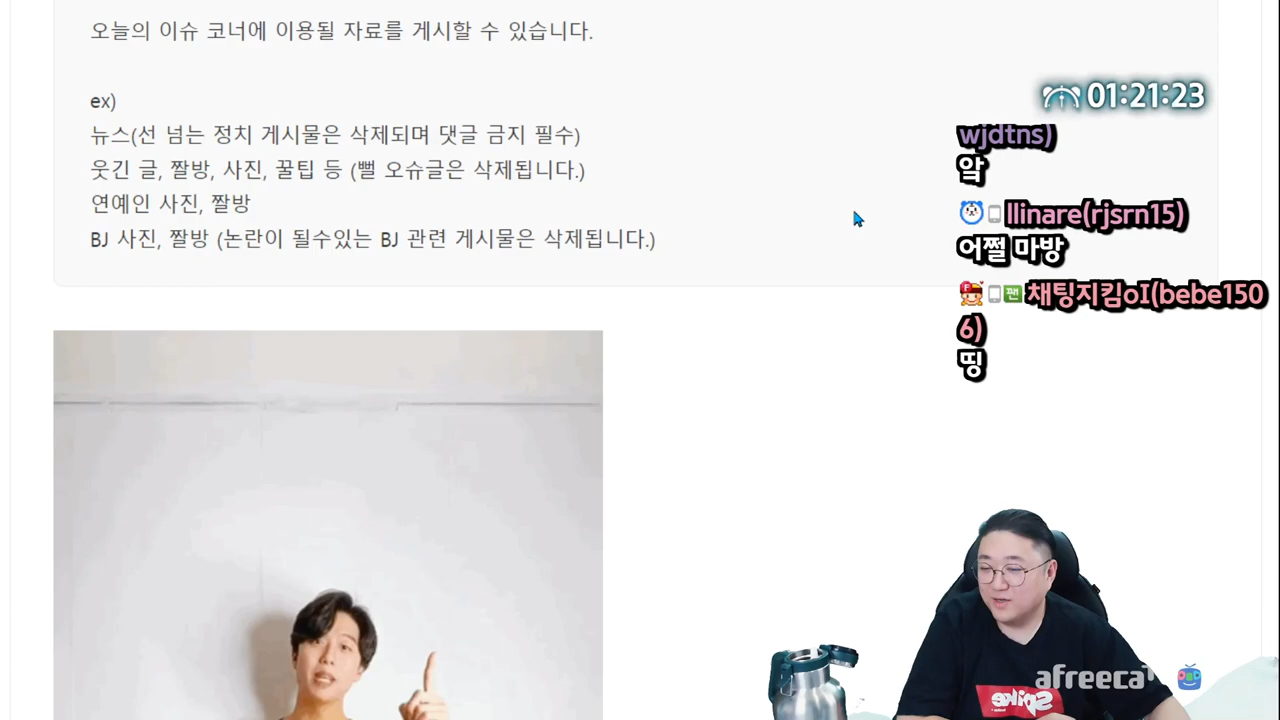 오늘의 이슈 코너에 이용될 자료를 게시할 수 있습니다.
ex)
뉴스(선 넘는 정치 게시물은 삭제되며 댓글 금지 필수)
웃긴 글, 짤방, 사진, 꿀팁 등 (뻘 오슈글은 삭제됩니다.)
연예인 사진, 짤방
BJ 사진, 짤방 (논란이 될수있는 BJ 관련 게시물은 삭제됩니다.)
01:21:23
wjdtns)
앜
llinare(rjsrn15)
어쩔 마방
F 팬 채팅지킴oI(bebe150
6)
띵
afreeca
Spike